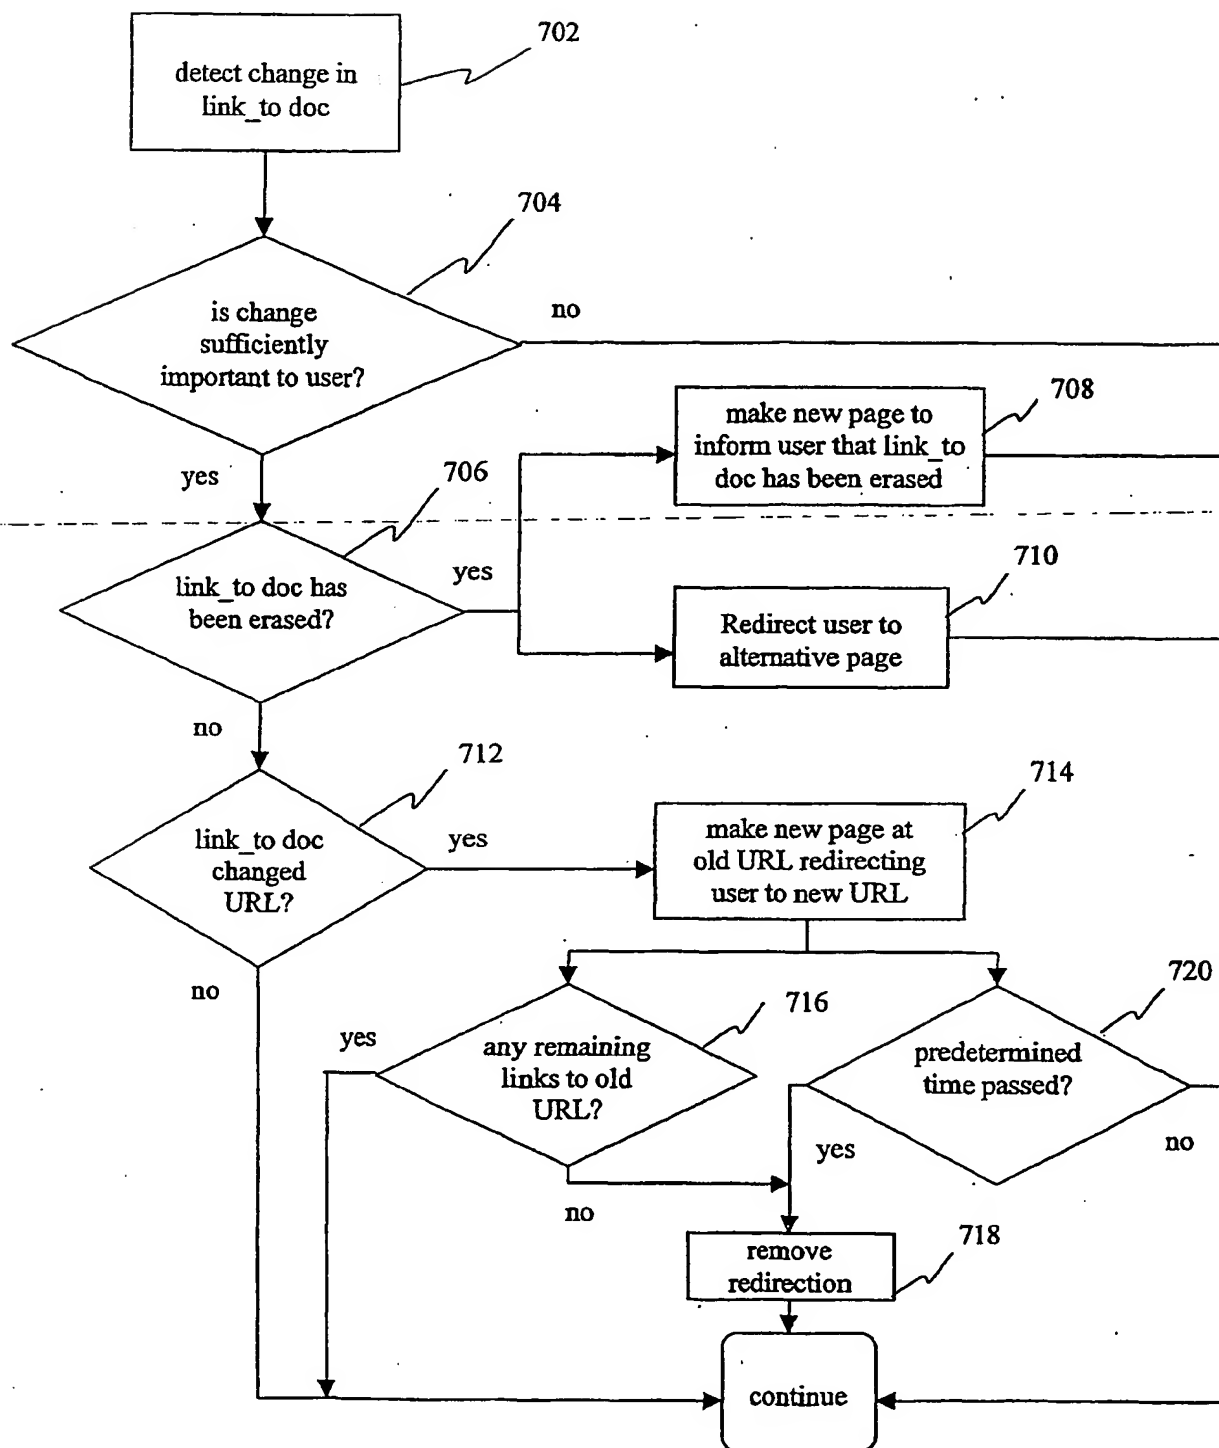 702
detect change in
link_to doc
704
is change
sufficiently
important to user?
no
yes
708
make new page to
inform user that link_to
doc has been erased
706
link_to doc has
been erased?
yes
710
Redirect user to
alternative page
no
712
link_to doc
changed
URL?
yes
714
make new page at
old URL redirecting
user to new URL
no
716
any remaining
links to old
URL?
yes
no
720
predetermined
time passed?
yes
no
718
remove
redirection
continue